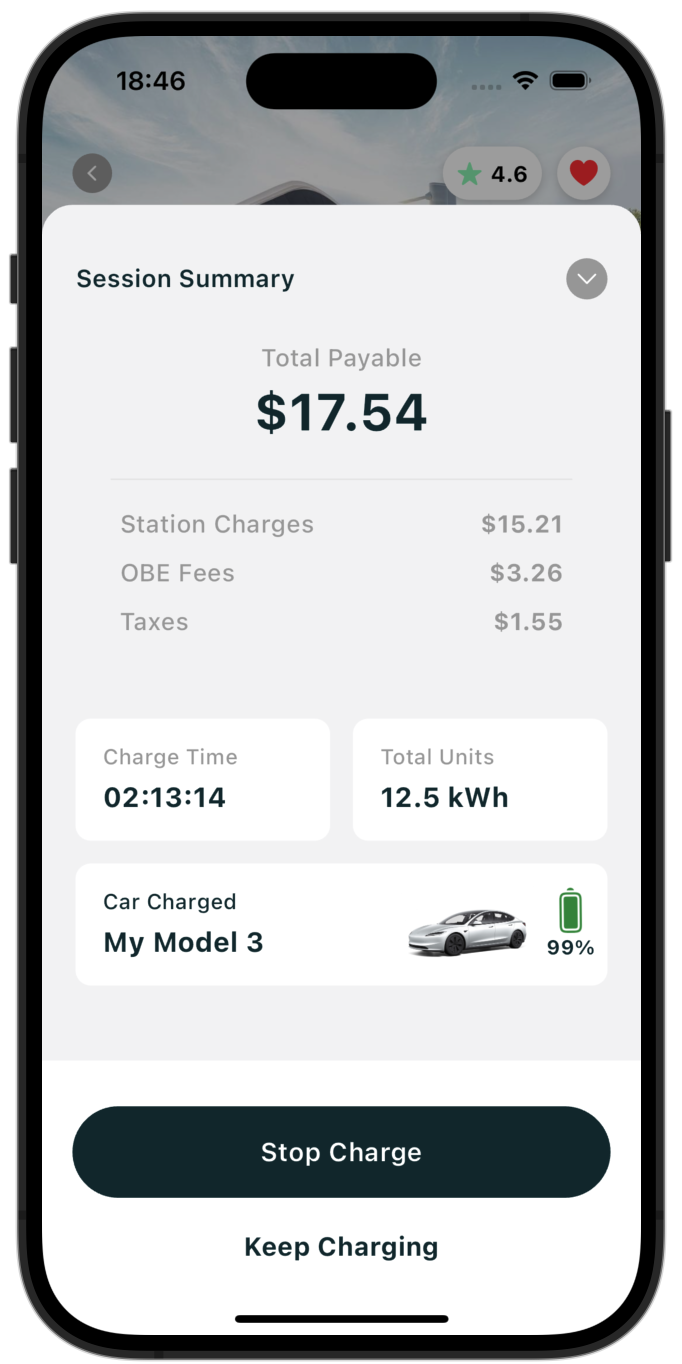 18:46
4.6
Session Summary
Total Payable
$17.54
Station Charges $15.21
OBE Fees $3.26
Taxes $1.55
Charge Time
02:13:14
Total Units
12.5 kWh
Car Charged
My Model 3
99%
Stop Charge
Keep Charging